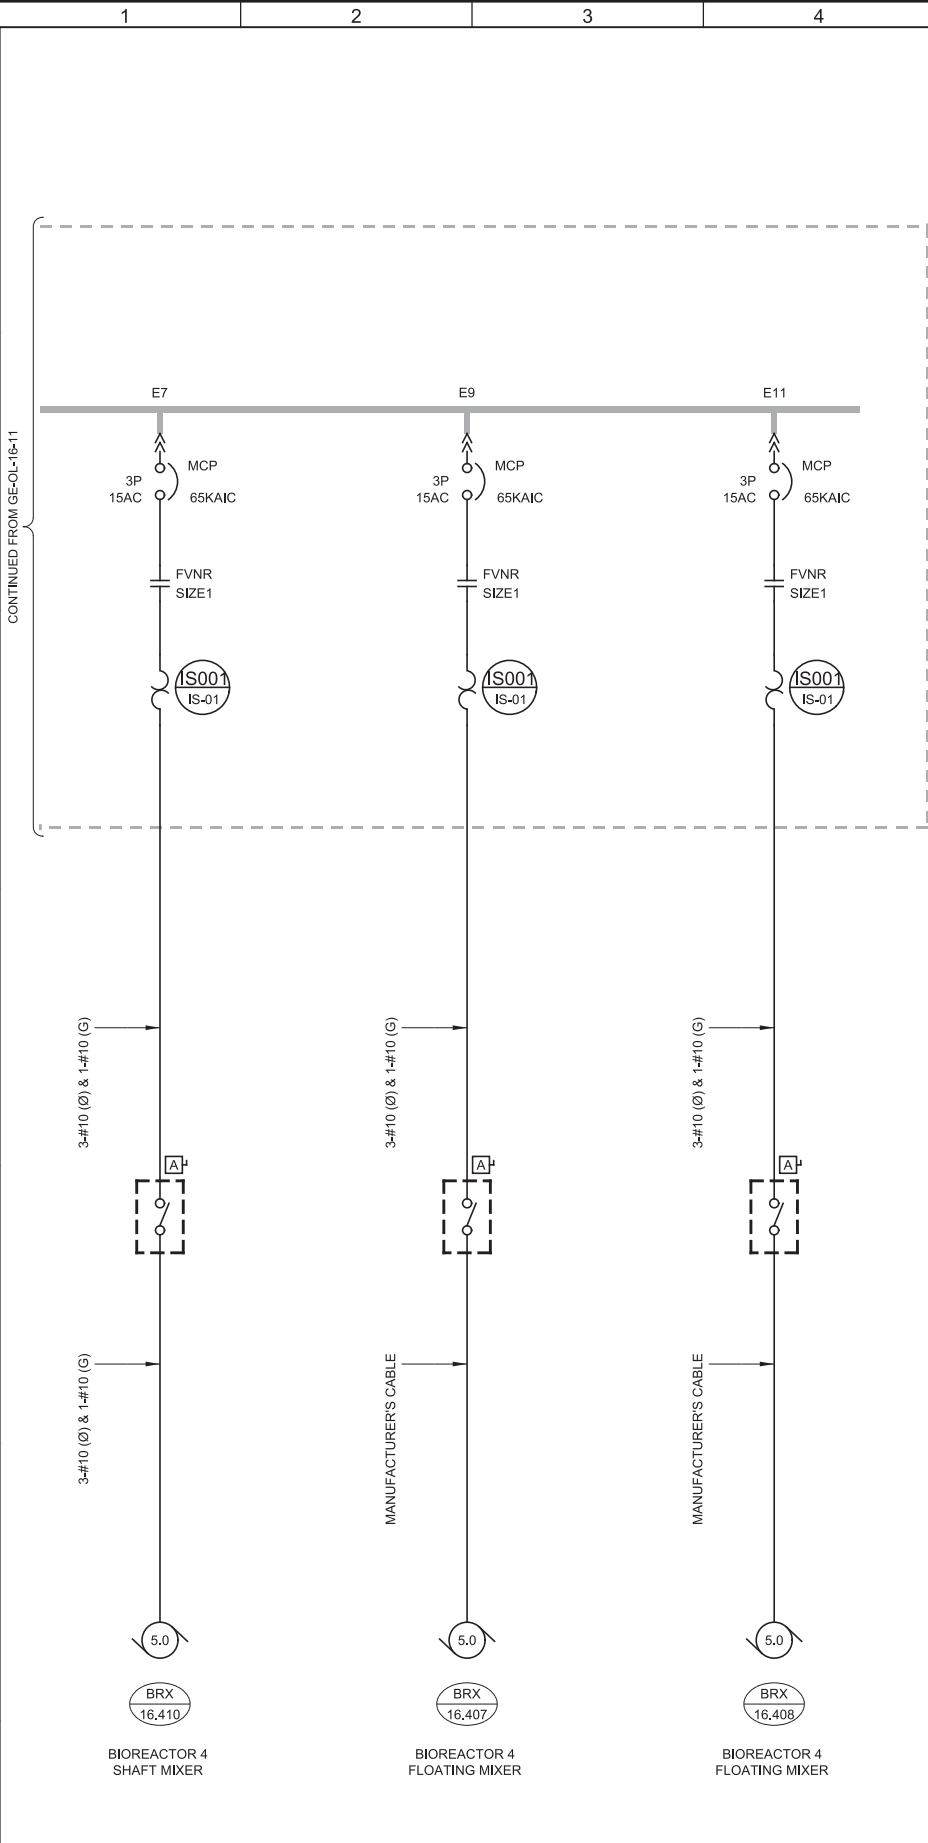 1 2 3 4
CONTINUED FROM GE-OL-16-11
E7 E9 E11
MCP MCP MCP
3P 3P 3P
15AC 65KAIC 15AC 65KAIC 15AC 65KAIC
FVNR FVNR FVNR
SIZE1 SIZE1 SIZE1
IS001 IS001 IS001
IS-01 IS-01 IS-01
3-#10 (Ø) & 1-#10 (G)
3-#10 (Ø) & 1-#10 (G)
3-#10 (Ø) & 1-#10 (G)
A A A
3-#10 (Ø) & 1-#10 (G)
MANUFACTURER'S CABLE
MANUFACTURER'S CABLE
5.0 5.0 5.0
BRX BRX BRX
16.410 16.407 16.408
BIOREACTOR 4 BIOREACTOR 4 BIOREACTOR 4
SHAFT MIXER FLOATING MIXER FLOATING MIXER